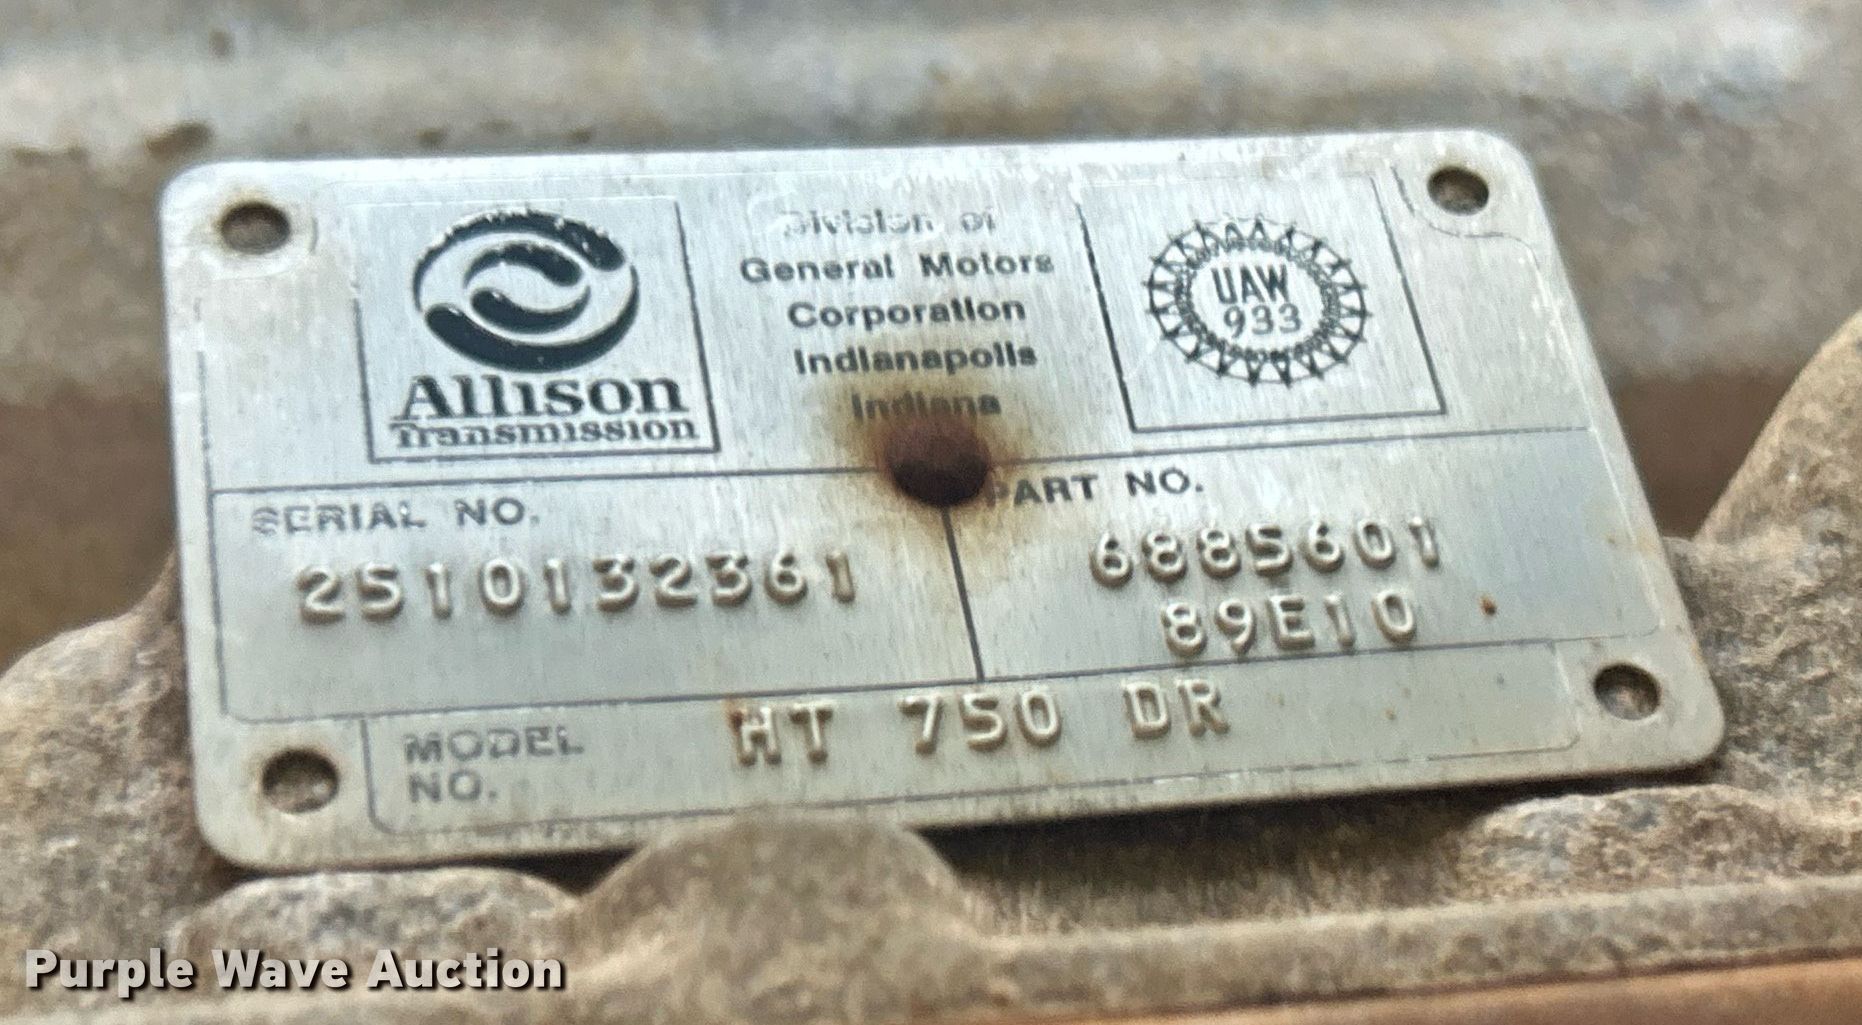 Allison
Transmission
Division of
General Motors
Corporation
Indianapolis
Indiana
UAW
933
SERIAL NO.
2510132361
PART NO.
6885601
89E10
MODEL
NO.
HT 750 DR
Purple Wave Auction